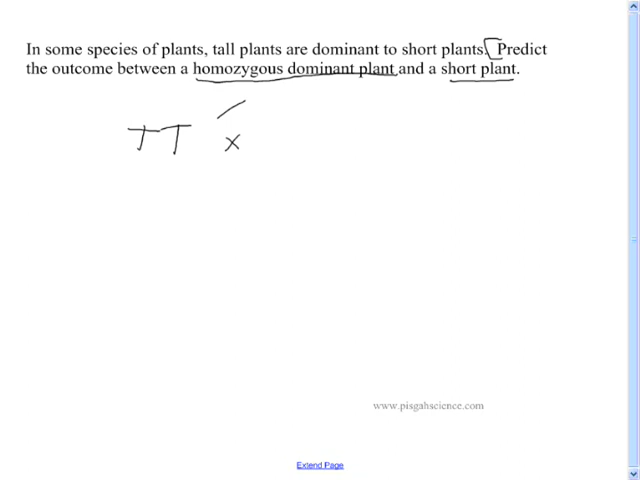 In some species of plants, tall plants are dominant to short plants. Predict
the outcome between a homozygous dominant plant and a short plant.
TT x
www.pisgahscience.com
Extend Page